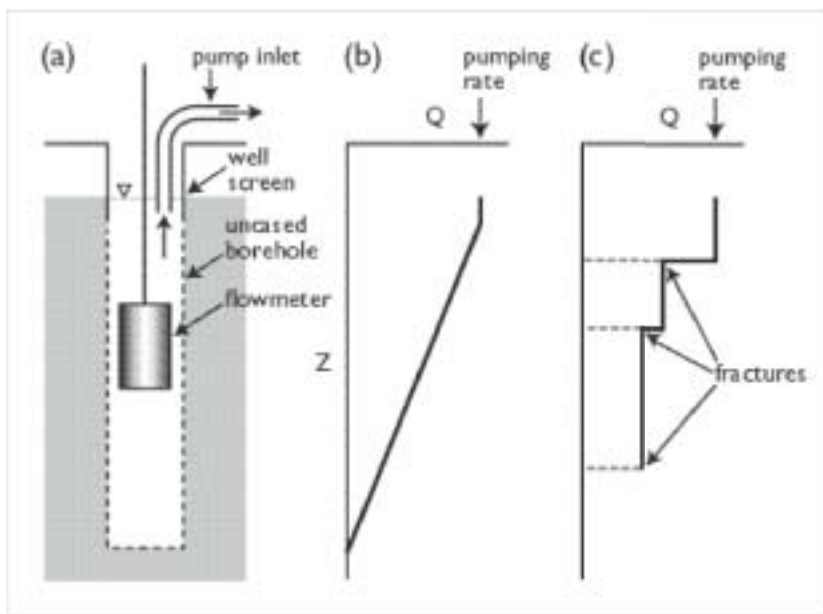 (a)
pump inlet
well
screen
uncased
borehole
flowmeter
(b)
pumping
rate
Q
Z
(c)
pumping
rate
Q
fractures